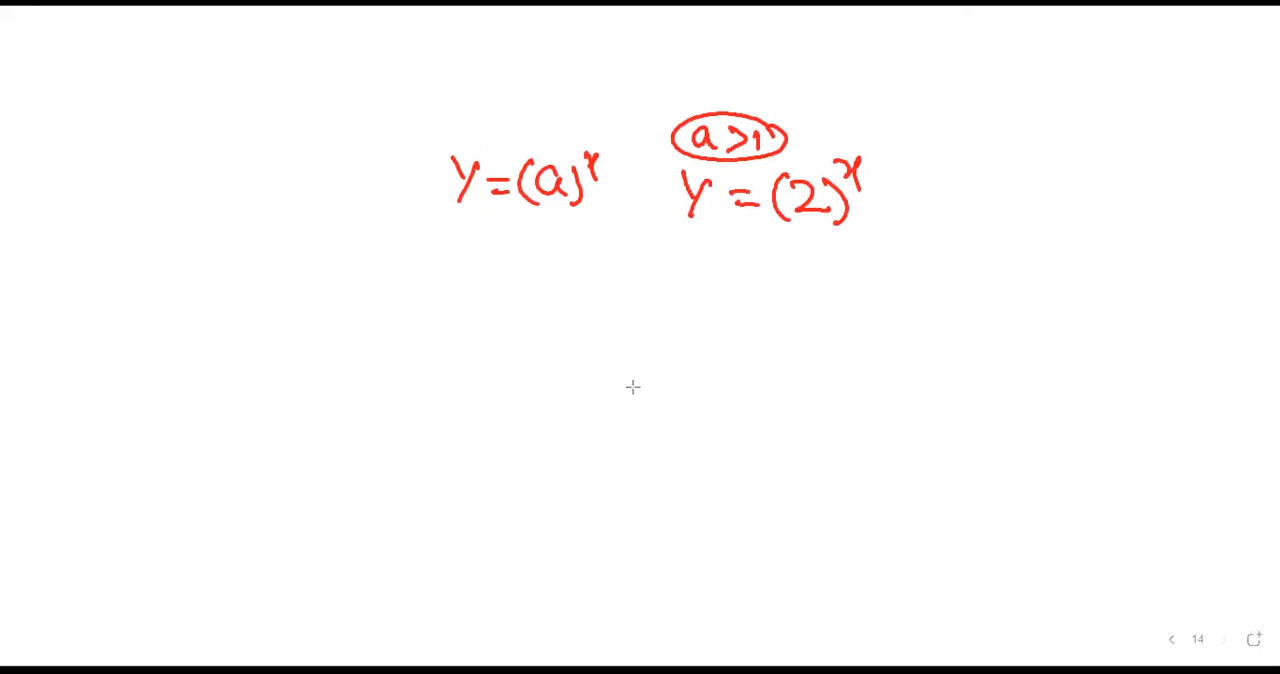 a > 1
y = (a)^x y = (2)^x
14